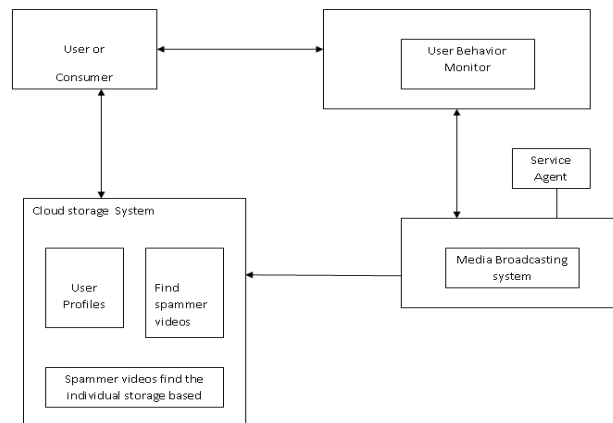 User or
Consumer
User Behavior
Monitor
Service
Agent
Cloud storage System
Media Broadcasting
system
User
Profiles
Find
spammer
videos
Spammer videos find the
individual storage based